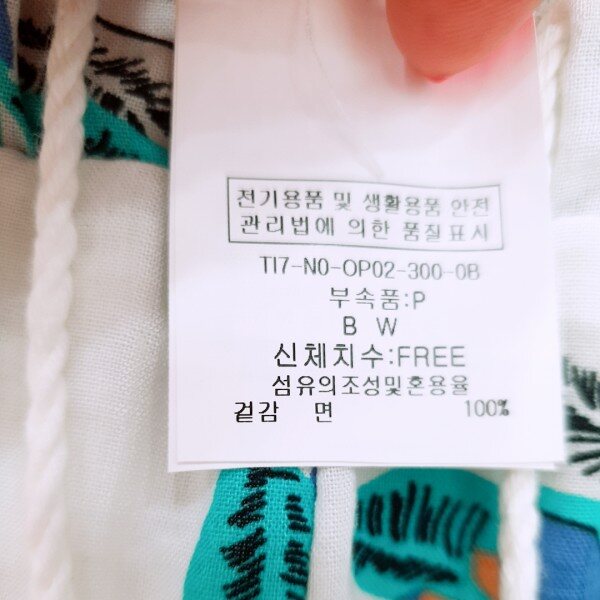 전기용품 및 생활용품 안전
관리법에 의한 품질표시
TI7-N0-OP02-300-0B
부속품:P
B W
신체치수:FREE
섬유의조성및혼용율
겉감 면 100%